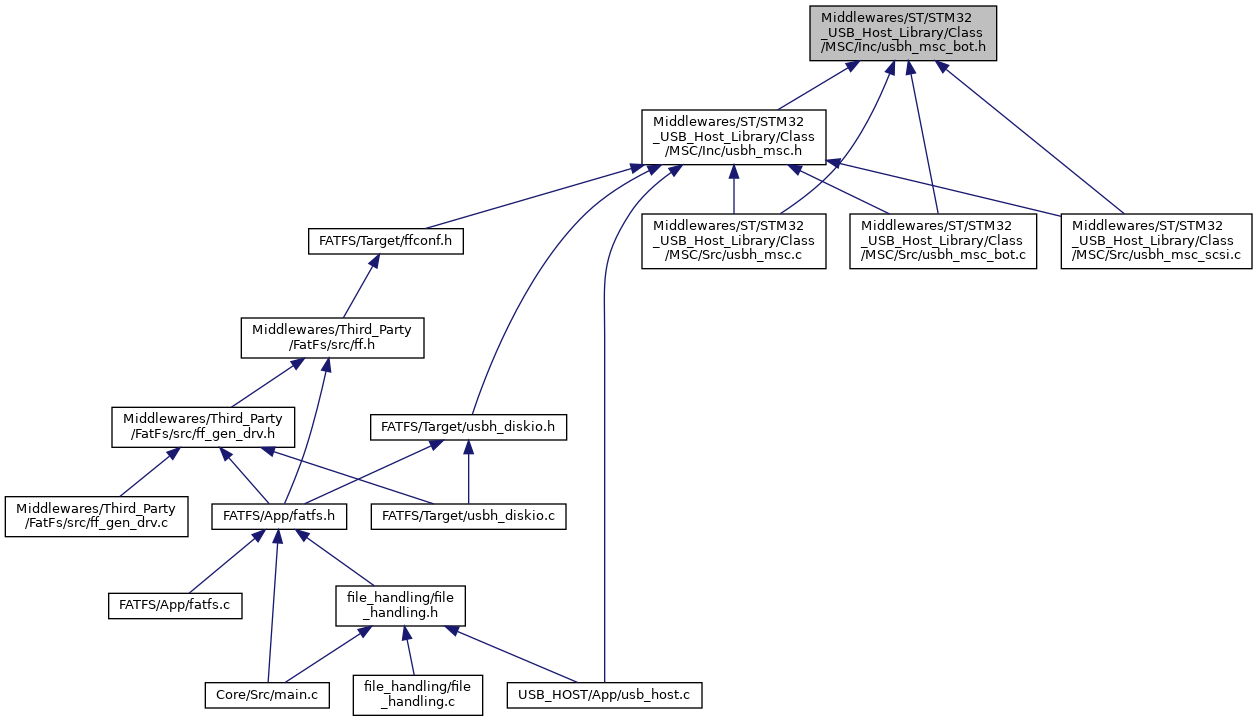 Middlewares/ST/STM32
_USB_Host_Library/Class
/MSC/Inc/usbh_msc_bot.h
Middlewares/ST/STM32
_USB_Host_Library/Class
/MSC/Inc/usbh_msc.h
FATFS/Target/ffconf.h
Middlewares/ST/STM32
_USB_Host_Library/Class
/MSC/Src/usbh_msc.c
Middlewares/ST/STM32
_USB_Host_Library/Class
/MSC/Src/usbh_msc_bot.c
Middlewares/ST/STM32
_USB_Host_Library/Class
/MSC/Src/usbh_msc_scsi.c
Middlewares/Third_Party
/FatFs/src/ff.h
Middlewares/Third_Party
/FatFs/src/ff_gen_drv.h
FATFS/Target/usbh_diskio.h
Middlewares/Third_Party
/FatFs/src/ff_gen_drv.c
FATFS/App/fatfs.h
FATFS/Target/usbh_diskio.c
FATFS/App/fatfs.c
file_handling/file
_handling.h
Core/Src/main.c
file_handling/file
_handling.c
USB_HOST/App/usb_host.c